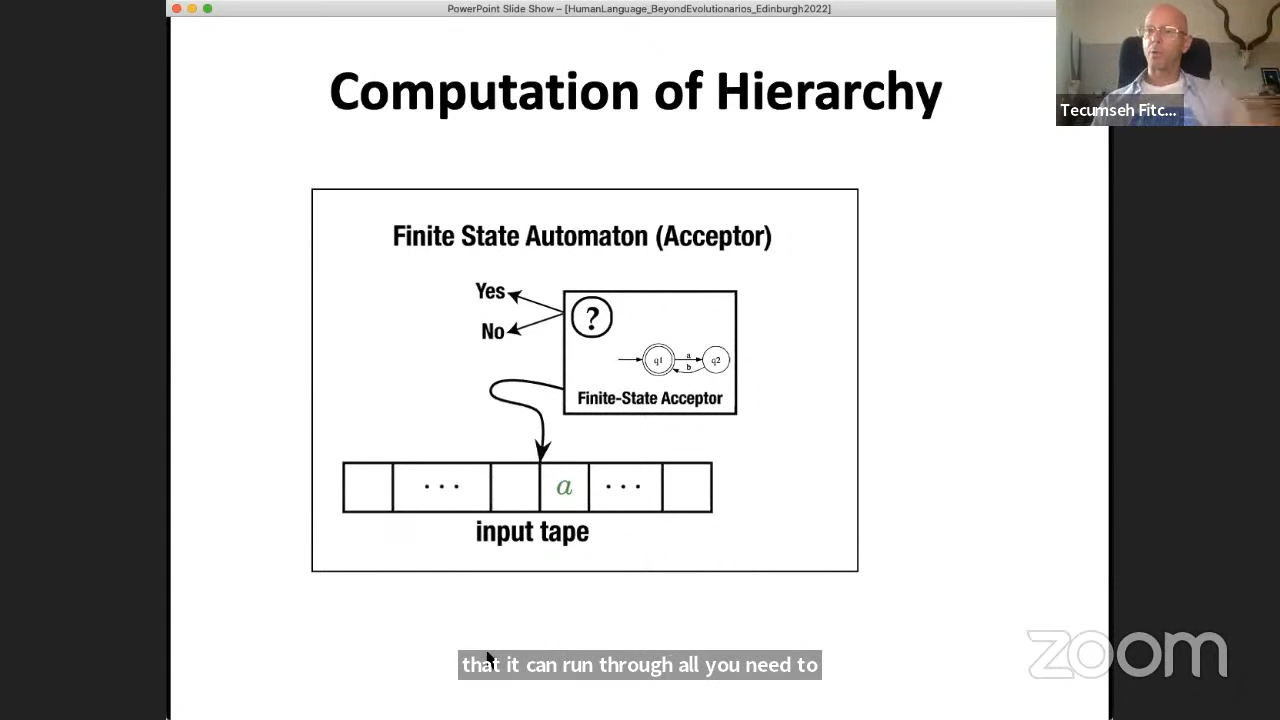 PowerPoint Slide Show – [HumanLanguage_BeyondEvolutionarios_Edinburgh2022]
Tecumseh Fitc...
Computation of Hierarchy
Finite State Automaton (Acceptor)
Yes
No
?
q1
a
b
q2
Finite-State Acceptor
... a ...
input tape
that it can run through all you need to
zoom